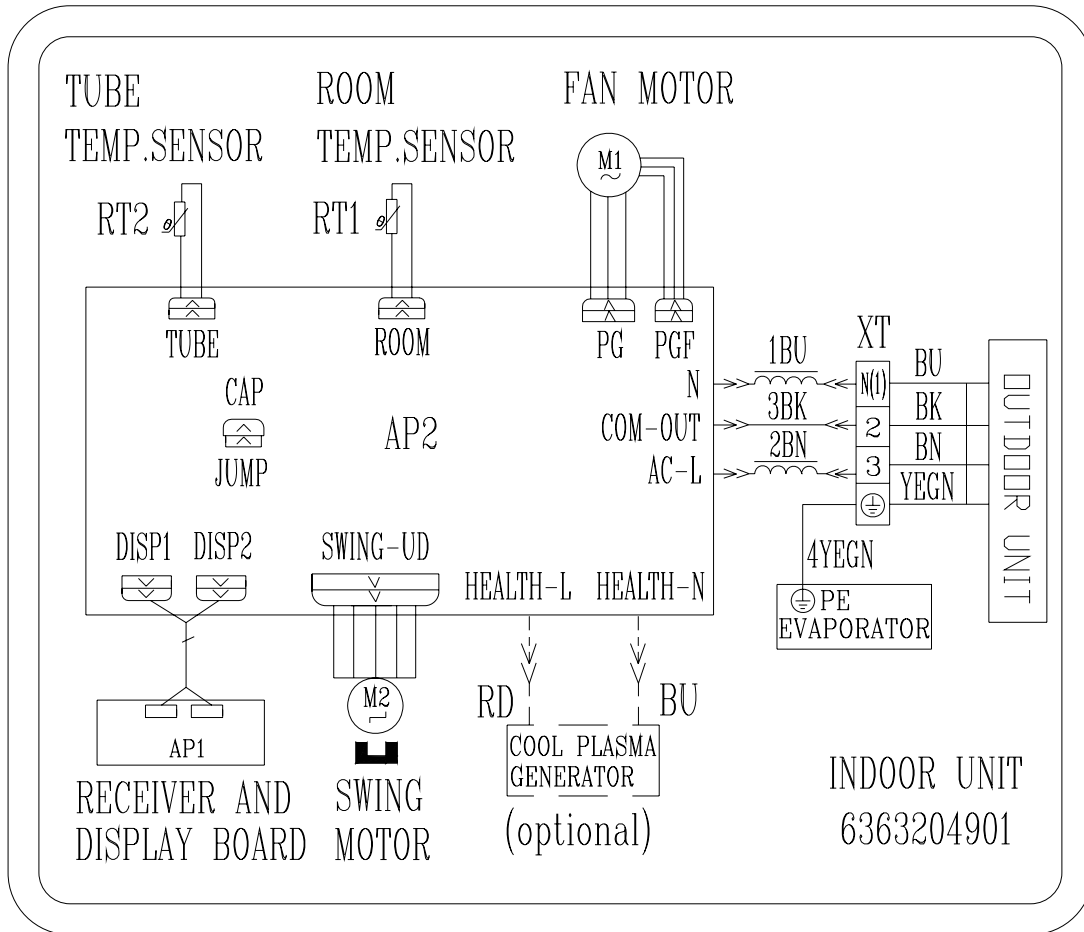 TUBE
TEMP.SENSOR
ROOM
TEMP.SENSOR
FAN MOTOR
M1
RT2
RT1
TUBE
ROOM
PG
PGF
XT
N
1BU
N(1)
BU
COM-OUT
3BK
2
BK
AC-L
2BN
3
BN
YEGN
OUTDOOR UNIT
CAP
JUMP
AP2
DISP1
DISP2
SWING-UD
HEALTH-L
HEALTH-N
4YEGN
PE
EVAPORATOR
M2
RD
BU
AP1
COOL PLASMA
GENERATOR
(optional)
RECEIVER AND
DISPLAY BOARD
SWING
MOTOR
INDOOR UNIT
6363204901